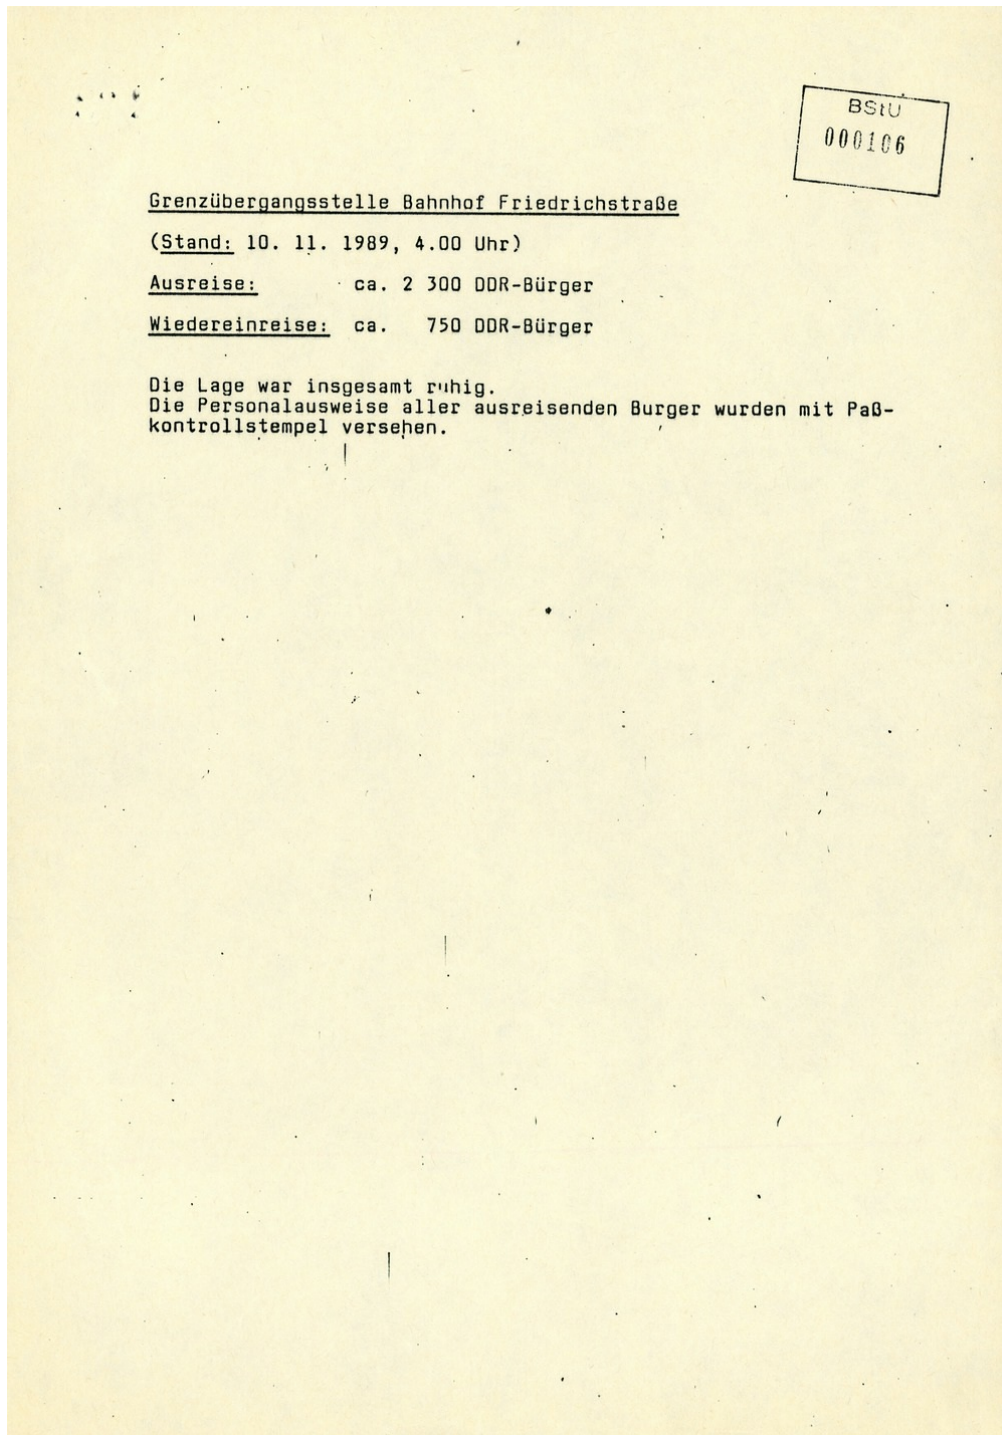 BStU
000106
Grenzübergangsstelle Bahnhof Friedrichstraße
(Stand: 10. 11. 1989, 4.00 Uhr)
Ausreise: ca. 2 300 DDR-Bürger
Wiedereinreise: ca. 750 DDR-Bürger
Die Lage war insgesamt ruhig.
Die Personalausweise aller ausreisenden Burger wurden mit Paß-
kontrollstempel versehen.